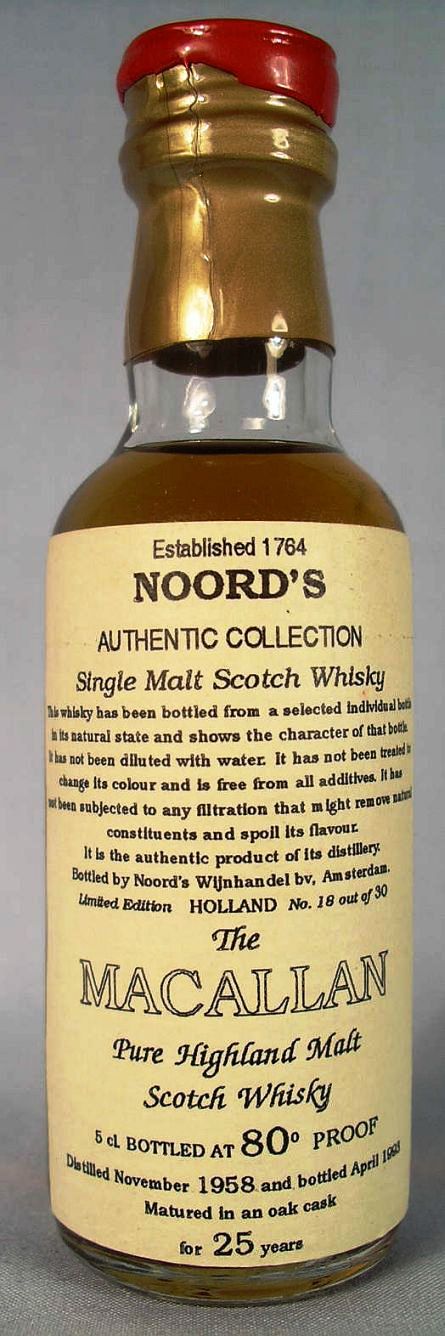 Established 1764
NOORD'S
AUTHENTIC COLLECTION
Single Malt Scotch Whisky
This whisky has been bottled from a selected individual bottle
in its natural state and shows the character of that bottle.
It has not been diluted with water. It has not been treated to
change its colour and is free from all additives. It has
not been subjected to any filtration that might remove natural
constituents and spoil its flavour.
It is the authentic product of its distillery.
Bottled by Noord's Wijnhandel bv, Amsterdam.
Limited Edition HOLLAND No. 18 out of 30
The
MACALLAN
Pure Highland Malt
Scotch Whisky
5 cl. BOTTLED AT 80º PROOF
Distilled November 1958 and bottled April
Matured in an oak cask
for 25 years